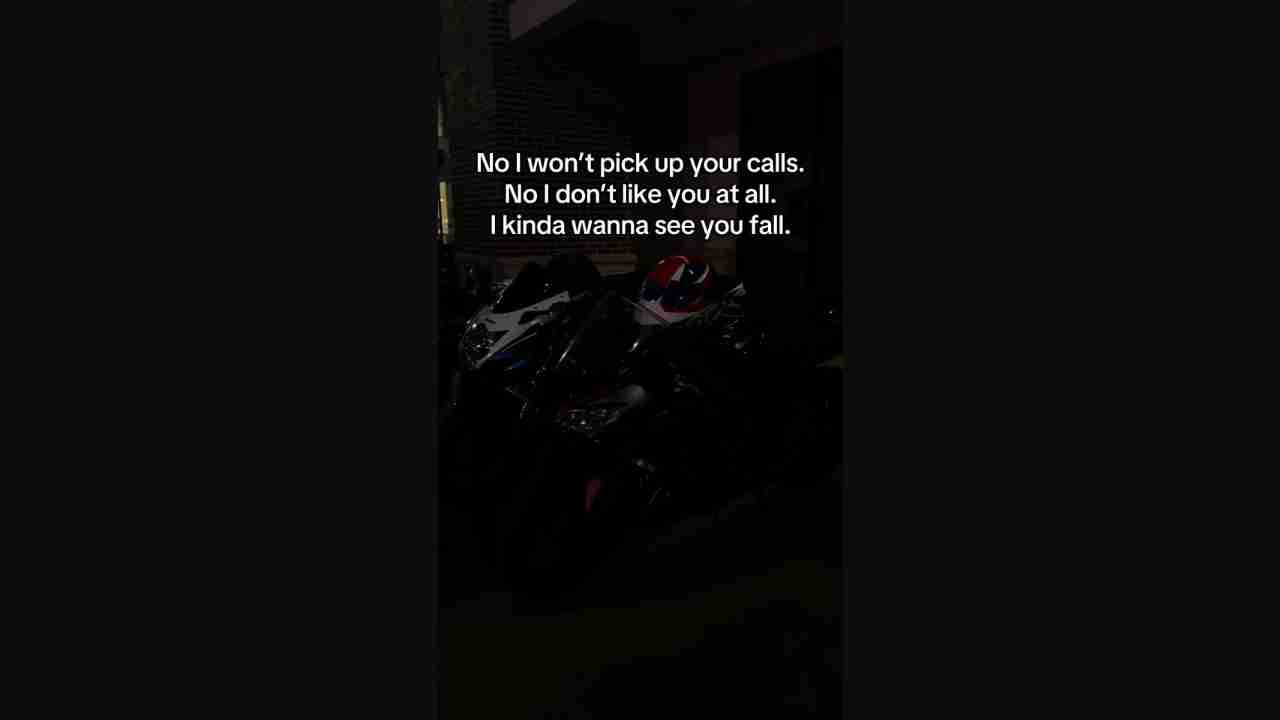 No I won’t pick up your calls.
No I don’t like you at all.
I kinda wanna see you fall.